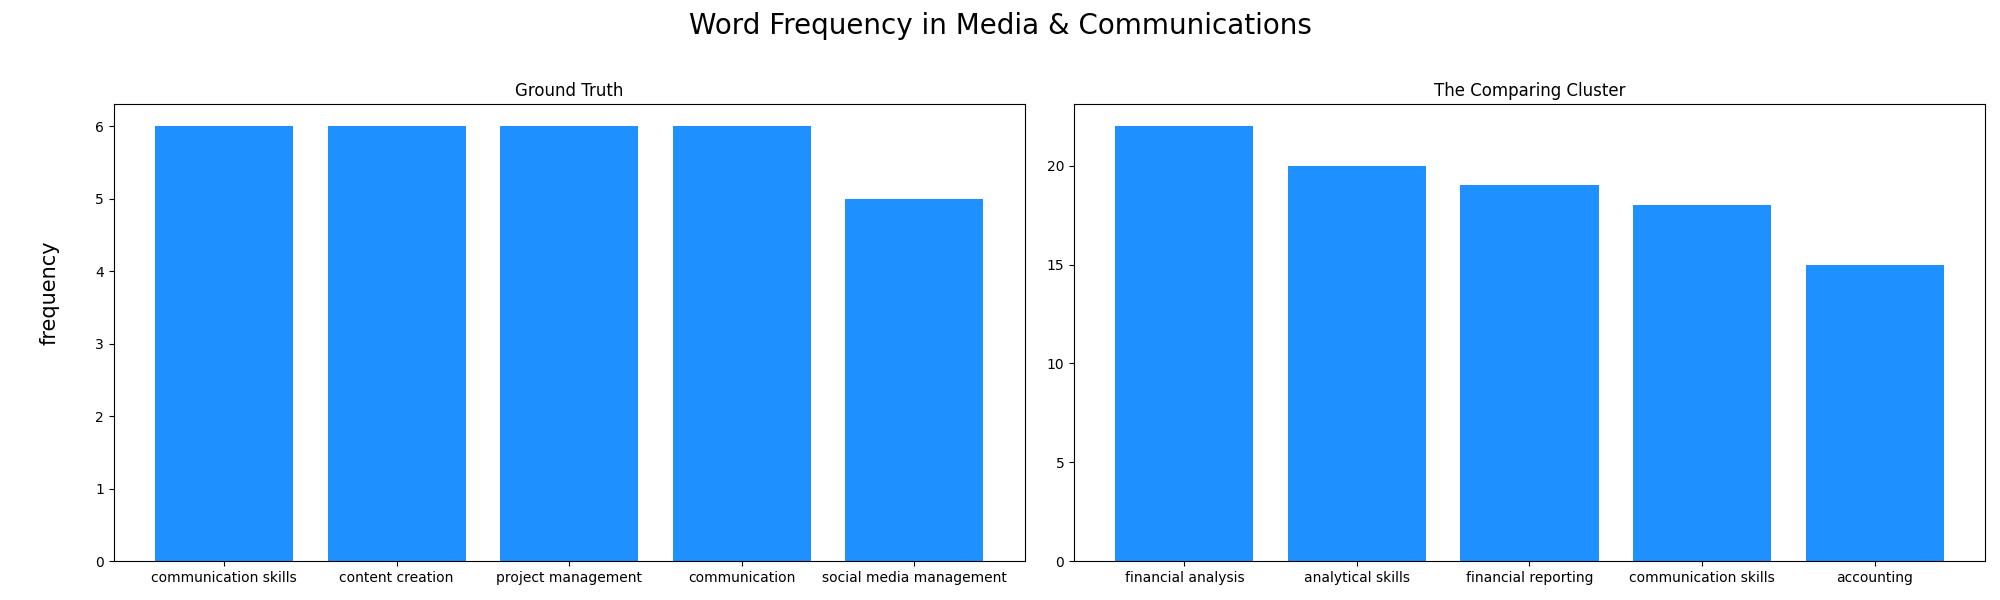 Word Frequency in Media & Communications
Ground Truth
frequency
6
5
4
3
2
1
0
communication skills
content creation
project management
communication
social media management
The Comparing Cluster
20
15
10
5
0
financial analysis
analytical skills
financial reporting
communication skills
accounting